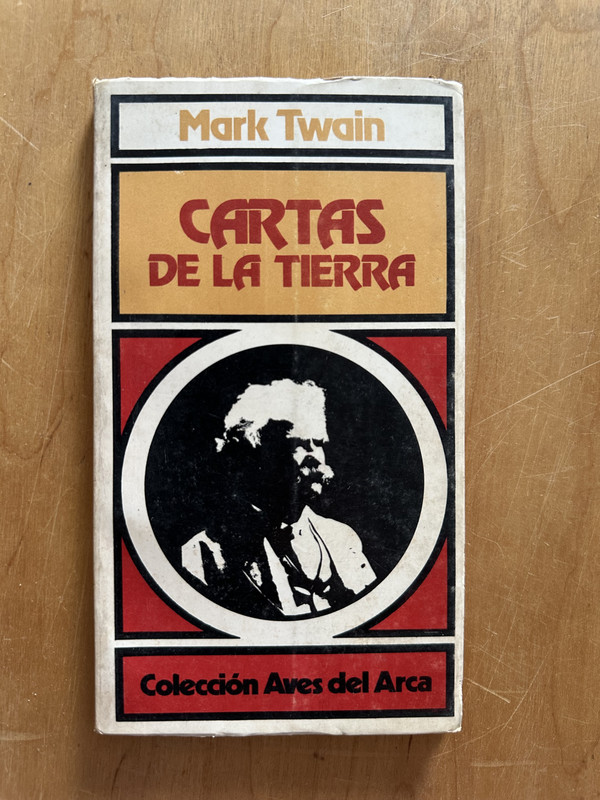 Mark Twain
CARTAS
DE LA TIERRA
Colección Aves del Arca